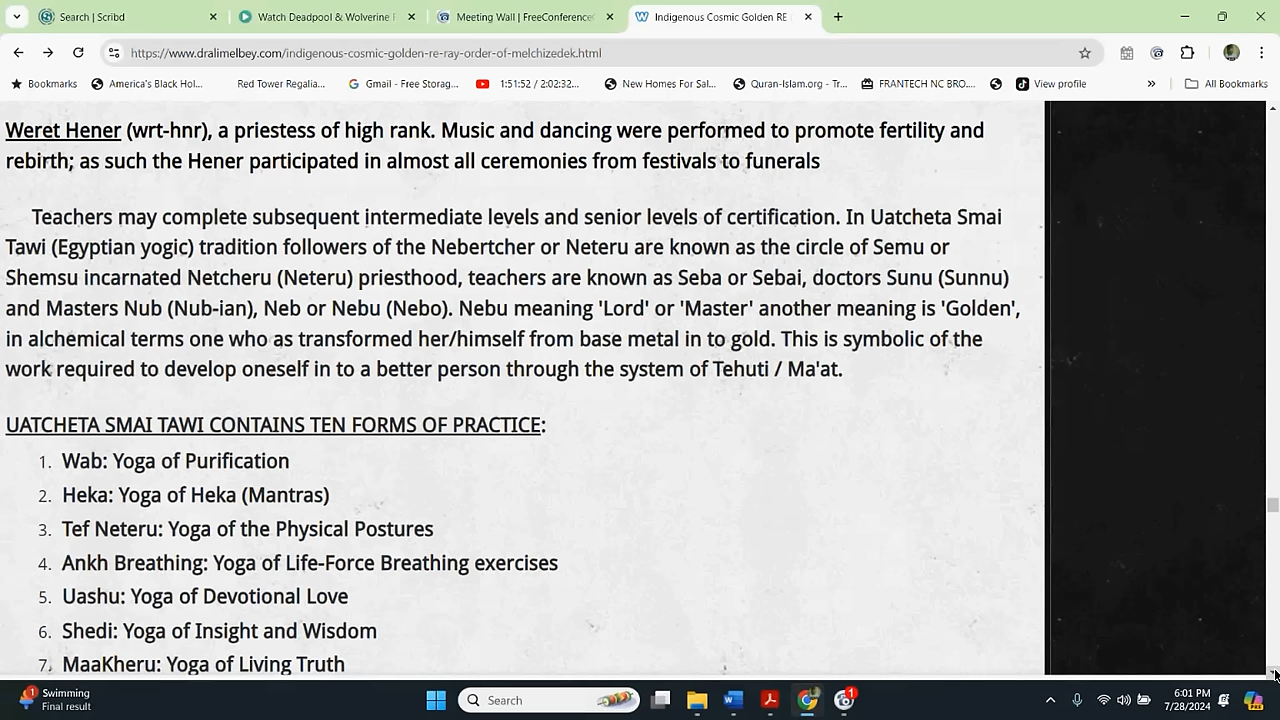 Search | Scribd
Watch Deadpool & Wolverine F
Meeting Wall | FreeConference
Indigenous Cosmic Golden RE
https://www.dralimelbey.com/indigenous-cosmic-golden-re-ray-order-of-melchizedek.html
Bookmarks
America's Black Hol...
Red Tower Regalia...
Gmail - Free Storag...
1:51:52 / 2:02:32...
New Homes For Sal...
Quran-Islam.org - Tr...
FRANTECH NC BRO....
View profile
»
All Bookmarks
Weret Hener (wrt-hnr), a priestess of high rank. Music and dancing were performed to promote fertility and
rebirth; as such the Hener participated in almost all ceremonies from festivals to funerals
Teachers may complete subsequent intermediate levels and senior levels of certification. In Uatcheta Smai
Tawi (Egyptian yogic) tradition followers of the Nebertcher or Neteru are known as the circle of Semu or
Shemsu incarnated Netcheru (Neteru) priesthood, teachers are known as Seba or Sebai, doctors Sunu (Sunnu)
and Masters Nub (Nub-ian), Neb or Nebu (Nebo). Nebu meaning 'Lord' or 'Master' another meaning is 'Golden',
in alchemical terms one who as transformed her/himself from base metal in to gold. This is symbolic of the
work required to develop oneself in to a better person through the system of Tehuti / Ma'at.
UATCHETA SMAI TAWI CONTAINS TEN FORMS OF PRACTICE:
1. Wab: Yoga of Purification
2. Heka: Yoga of Heka (Mantras)
3. Tef Neteru: Yoga of the Physical Postures
4. Ankh Breathing: Yoga of Life-Force Breathing exercises
5. Uashu: Yoga of Devotional Love
6. Shedi: Yoga of Insight and Wisdom
7. MaaKheru: Yoga of Living Truth
1
Swimming
Final result
Search
1
6:01 PM
7/28/2024